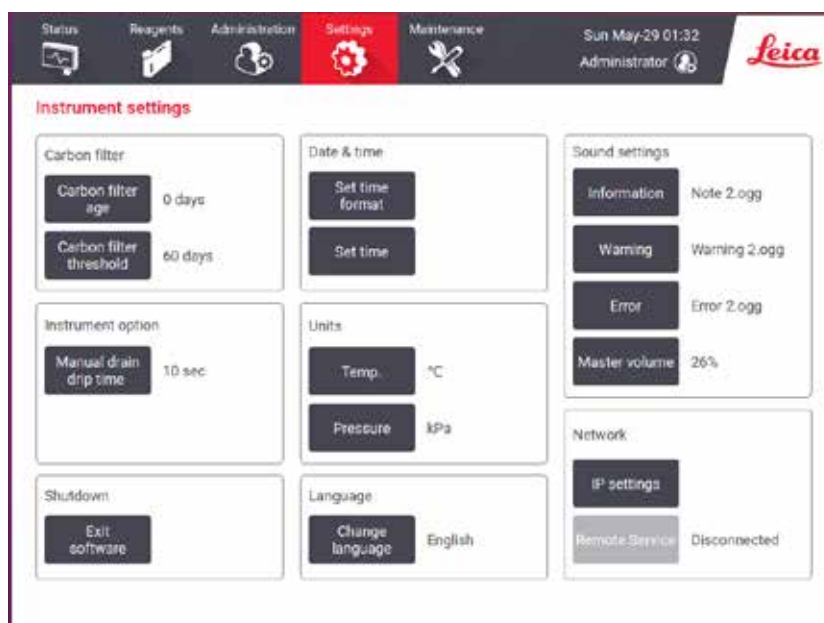 Status
Reagents
Administration
Settings
Maintenance
Sun May-29 01:32
Administrator
Leica
Instrument settings
Carbon filter
Carbon filter
age
0 days
Carbon filter
threshold
60 days
Date & time
Set time
format
Set time
Sound settings
Information
Note 2.ogg
Warning
Warning 2.ogg
Error
Error 2.ogg
Master volume
26%
Instrument option
Manual drain
drip time
10 sec
Units
Temp.
°C
Pressure
kPa
Network
IP settings
Remote Service
Disconnected
Shutdown
Exit
software
Language
Change
language
English